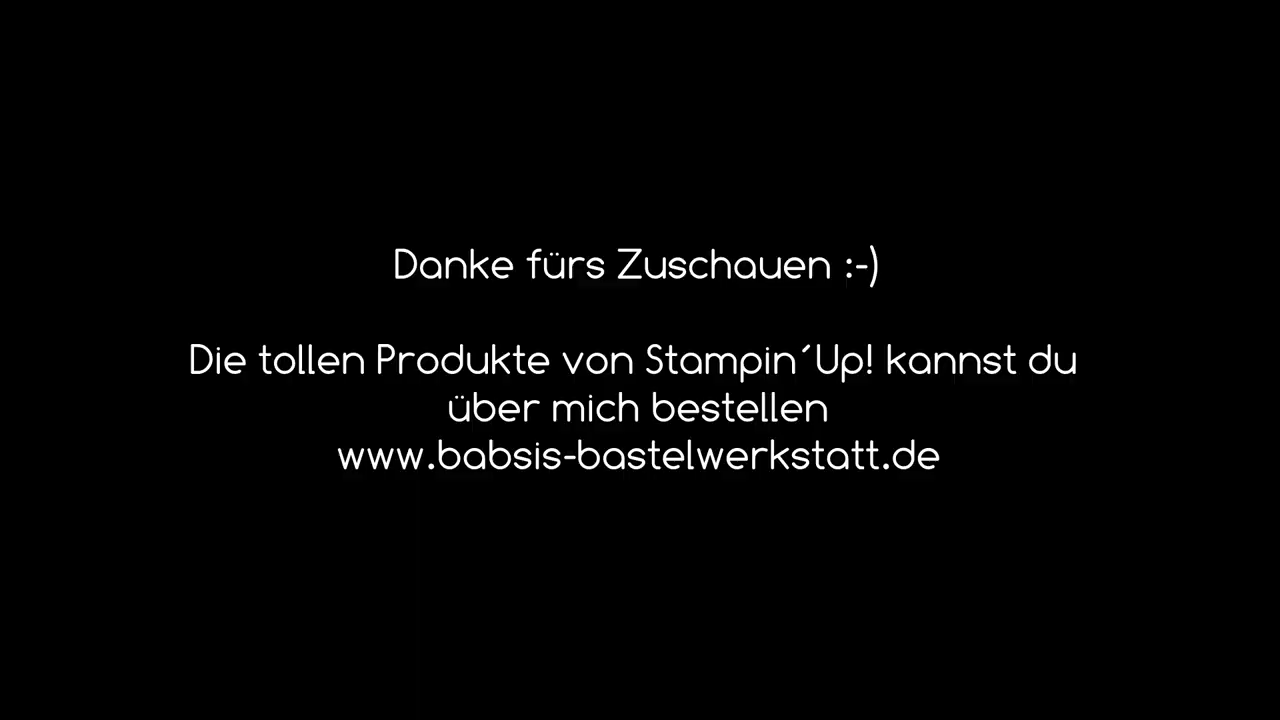 Danke fürs Zuschauen :-)
Die tollen Produkte von Stampin´Up! kannst du
über mich bestellen
www.babsis-bastelwerkstatt.de